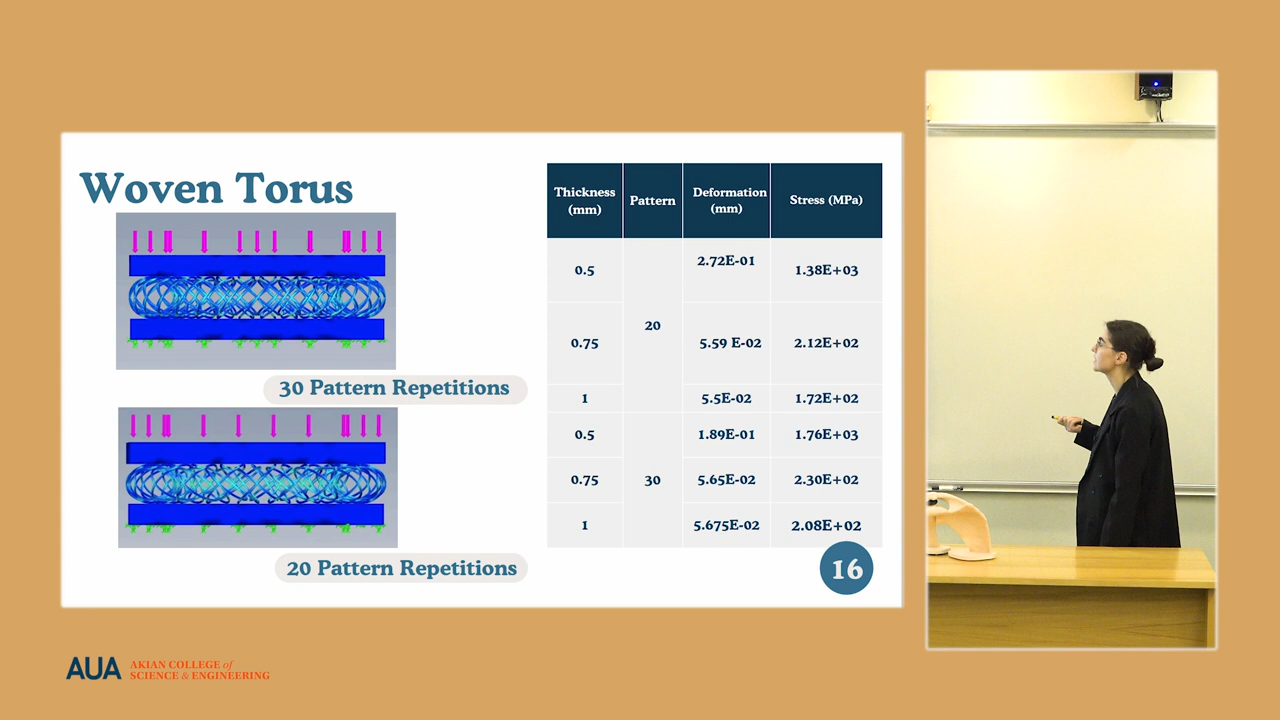 Woven Torus
30 Pattern Repetitions
20 Pattern Repetitions
Thickness (mm) Pattern Deformation (mm) Stress (MPa)
0.5 20 2.72E-01 1.38E+03
0.75 5.59 E-02 2.12E+02
1 5.5E-02 1.72E+02
0.5 30 1.89E-01 1.76E+03
0.75 5.65E-02 2.30E+02
1 5.675E-02 2.08E+02
16
AUA AKIAN COLLEGE of
SCIENCE & ENGINEERING